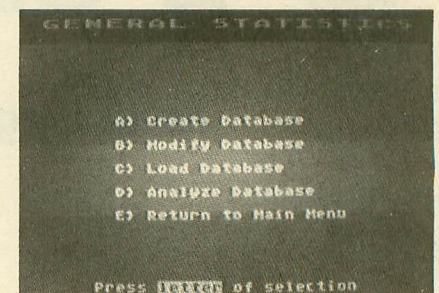 GENERAL STATISTICS
A) Create Database
B) Modify Database
C) Load Database
D) Analyze Database
E) Return to Main Menu
Press letter of selection